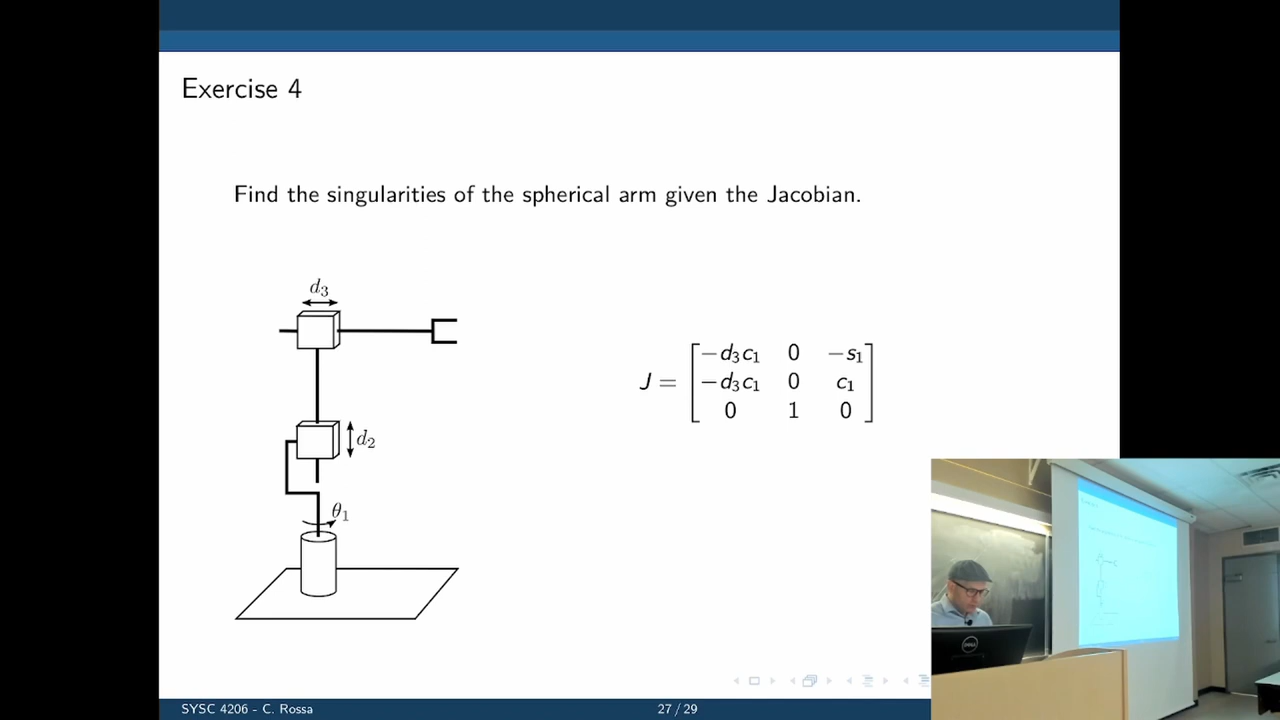 Exercise 4
Find the singularities of the spherical arm given the Jacobian.
d₃
d₂
θ₁
J = [ −d₃c₁ 0 −s₁
−d₃c₁ 0 c₁
0 1 0 ]
DELL
SYSC 4206 - C. Rossa 27 / 29